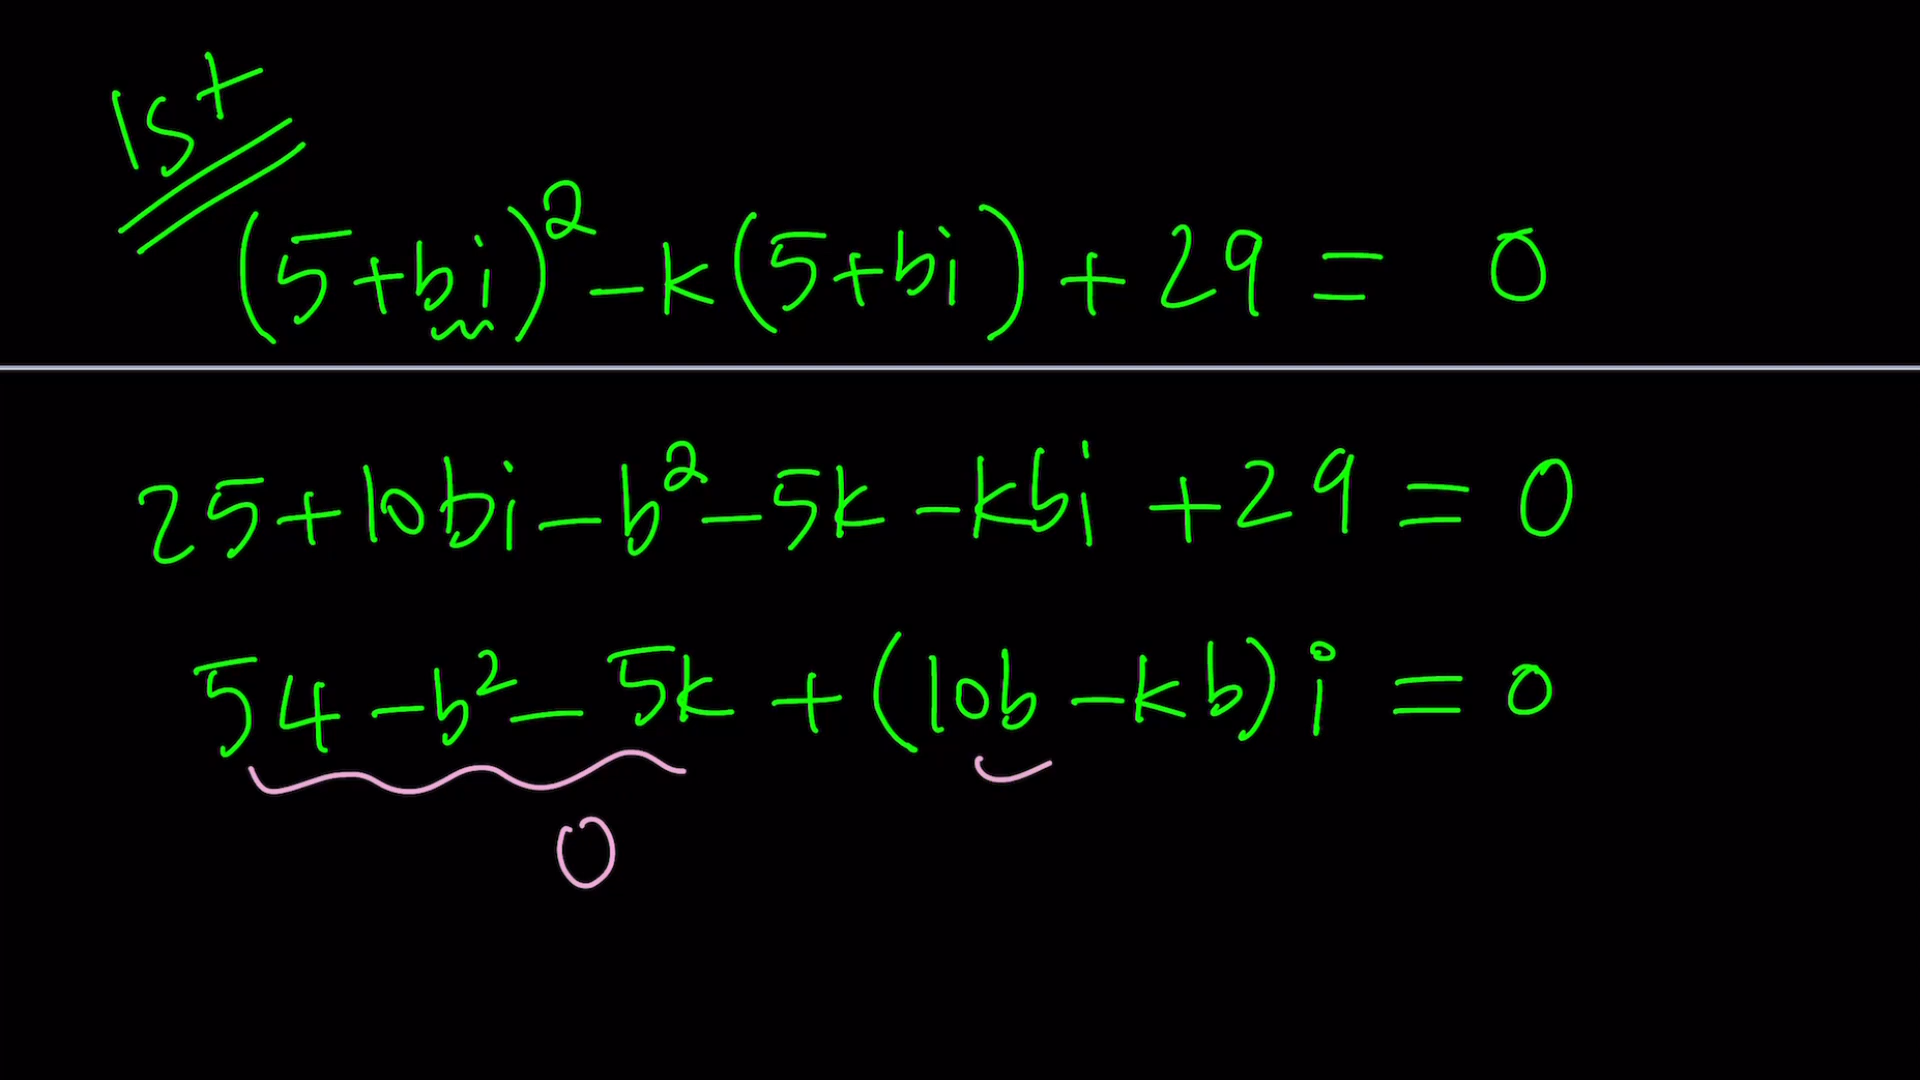 1st
(5+bi)² - k(5+bi) + 29 = 0
25+10bi - b² - 5k - kbi + 29 = 0
54 - b² - 5k + (10b - kb) i = 0
0